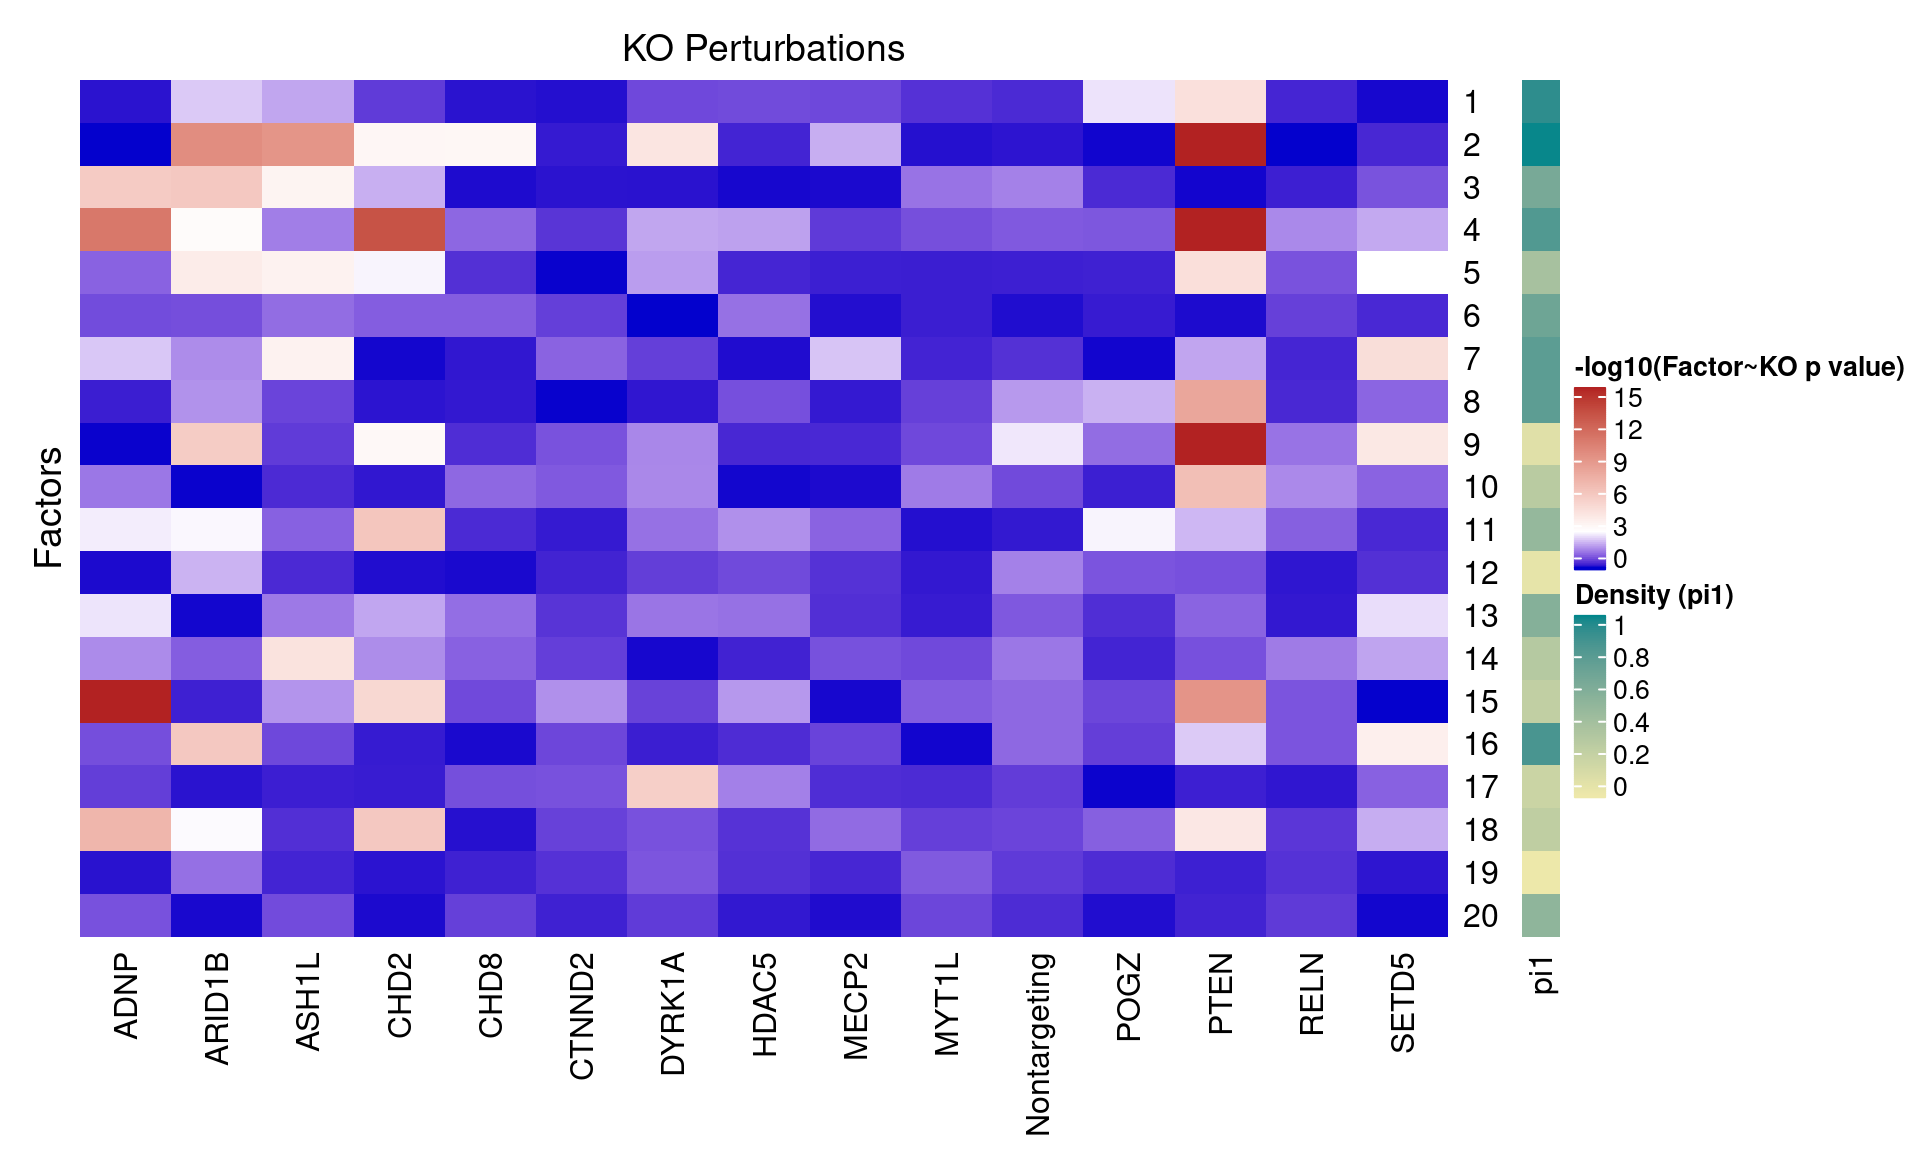 KO Perturbations
Factors
1
2
3
4
5
6
7
8
9
10
11
12
13
14
15
16
17
18
19
20
ADNP
ARID1B
ASH1L
CHD2
CHD8
CTNND2
DYRK1A
HDAC5
MECP2
MYT1L
Nontargeting
POGZ
PTEN
RELN
SETD5
pi1
-log10(Factor~KO p value)
15
12
9
6
3
0
Density (pi1)
1
0.8
0.6
0.4
0.2
0